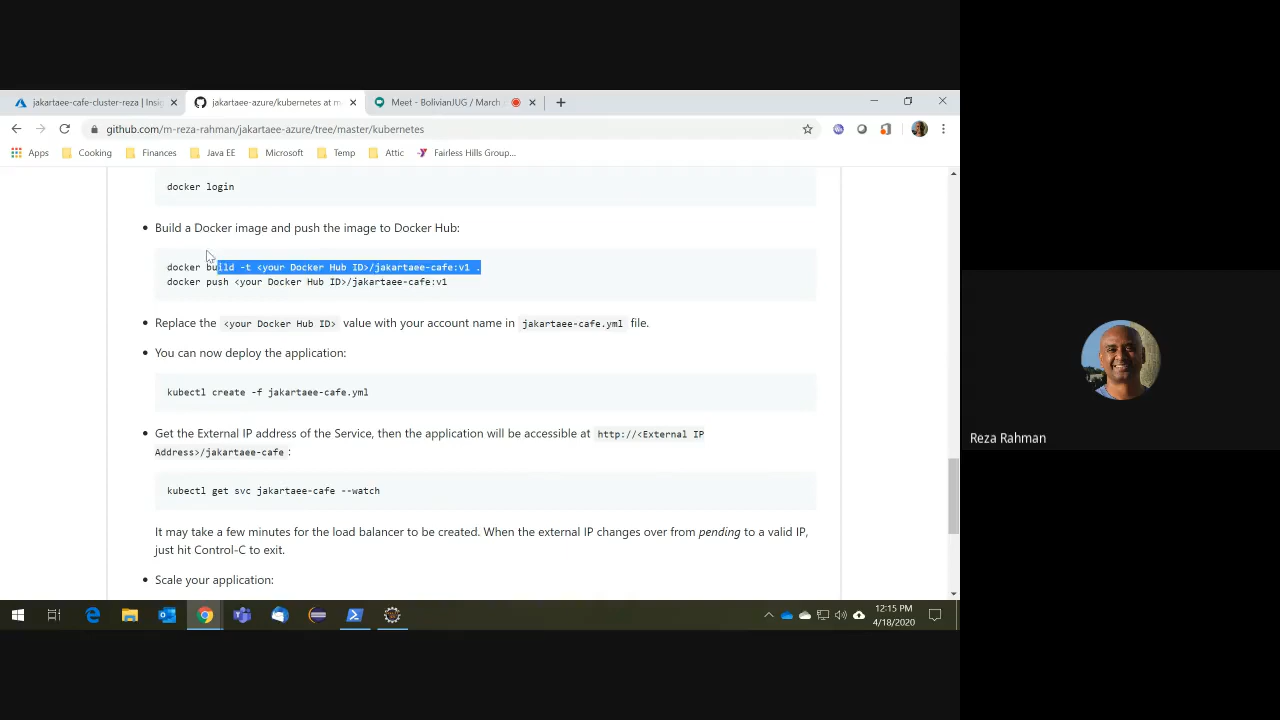 jakartaee-cafe-cluster-reza | Insig
jakartaee-azure/kubernetes at m
Meet - BolivianJUG / March
github.com/m-reza-rahman/jakartaee-azure/tree/master/kubernetes
Apps
Cooking
Finances
Java EE
Microsoft
Temp
Attic
Fairless Hills Group...
docker login
Build a Docker image and push the image to Docker Hub:
docker build -t <your Docker Hub ID>/jakartaee-cafe:v1 .
docker push <your Docker Hub ID>/jakartaee-cafe:v1
Replace the <your Docker Hub ID> value with your account name in jakartaee-cafe.yml file.
You can now deploy the application:
kubectl create -f jakartaee-cafe.yml
Get the External IP address of the Service, then the application will be accessible at http://<External IP
Address>/jakartaee-cafe :
kubectl get svc jakartaee-cafe --watch
It may take a few minutes for the load balancer to be created. When the external IP changes over from pending to a valid IP,
just hit Control-C to exit.
Scale your application:
Reza Rahman
12:15 PM
4/18/2020